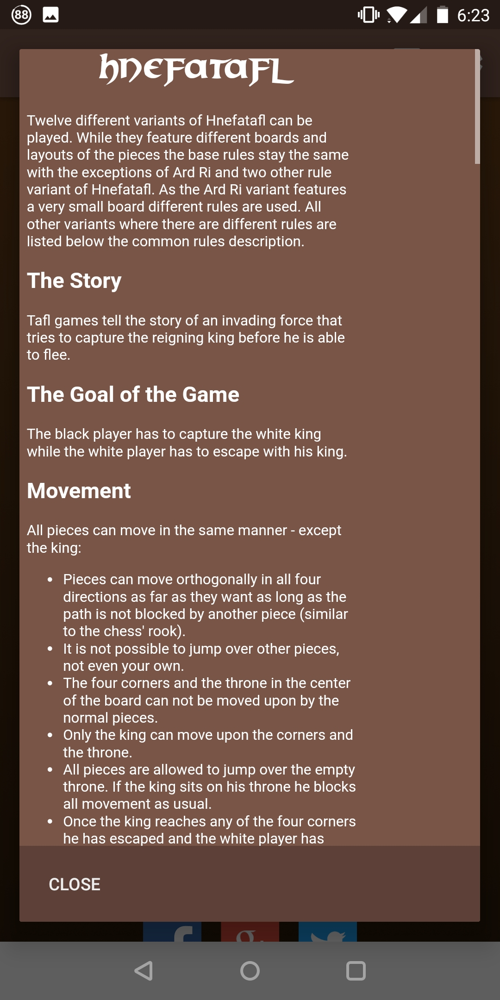 88
6:23
hnefatafl
Twelve different variants of Hnefatafl can be
played. While they feature different boards and
layouts of the pieces the base rules stay the same
with the exceptions of Ard Ri and two other rule
variant of Hnefatafl. As the Ard Ri variant features
a very small board different rules are used. All
other variants where there are different rules are
listed below the common rules description.
The Story
Tafl games tell the story of an invading force that
tries to capture the reigning king before he is able
to flee.
The Goal of the Game
The black player has to capture the white king
while the white player has to escape with his king.
Movement
All pieces can move in the same manner - except
the king:
• Pieces can move orthogonally in all four
directions as far as they want as long as the
path is not blocked by another piece (similar
to the chess' rook).
• It is not possible to jump over other pieces,
not even your own.
• The four corners and the throne in the center
of the board can not be moved upon by the
normal pieces.
• Only the king can move upon the corners and
the throne.
• All pieces are allowed to jump over the empty
throne. If the king sits on his throne he blocks
all movement as usual.
• Once the king reaches any of the four corners
he has escaped and the white player has
CLOSE